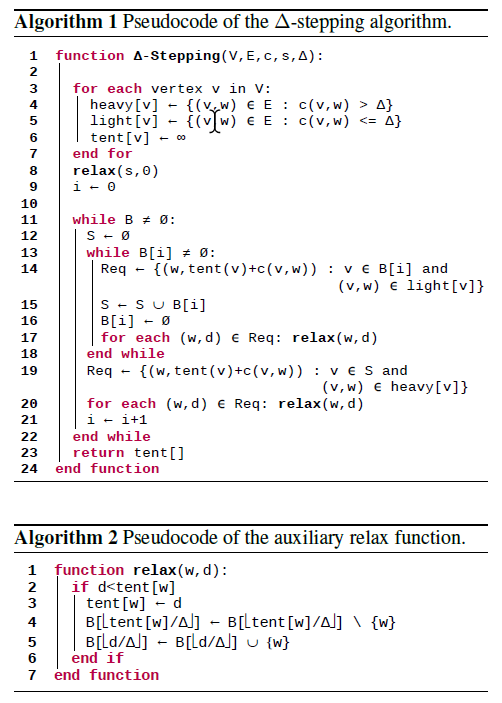 Algorithm 1 Pseudocode of the Δ-stepping algorithm.
1 function Δ-Stepping(V,E,c,s,Δ):
2
3 for each vertex v in V:
4 heavy[v] ← {(v,w) ∈ E : c(v,w) > Δ}
5 light[v] ← {(v,w) ∈ E : c(v,w) <= Δ}
6 tent[v] ← ∞
7 end for
8 relax(s,0)
9 i ← 0
10
11 while B ≠ Ø:
12 S ← Ø
13 while B[i] ≠ Ø:
14 Req ← {(w,tent(v)+c(v,w)) : v ∈ B[i] and
(v,w) ∈ light[v]}
15 S ← S ∪ B[i]
16 B[i] ← Ø
17 for each (w,d) ∈ Req: relax(w,d)
18 end while
19 Req ← {(w,tent(v)+c(v,w)) : v ∈ S and
(v,w) ∈ heavy[v]}
20 for each (w,d) ∈ Req: relax(w,d)
21 i ← i+1
22 end while
23 return tent[]
24 end function
Algorithm 2 Pseudocode of the auxiliary relax function.
1 function relax(w,d):
2 if d<tent[w]
3 tent[w] ← d
4 B[⌊tent[w]/Δ⌋] ← B[⌊tent[w]/Δ⌋] \ {w}
5 B[⌊d/Δ⌋] ← B[⌊d/Δ⌋] ∪ {w}
6 end if
7 end function